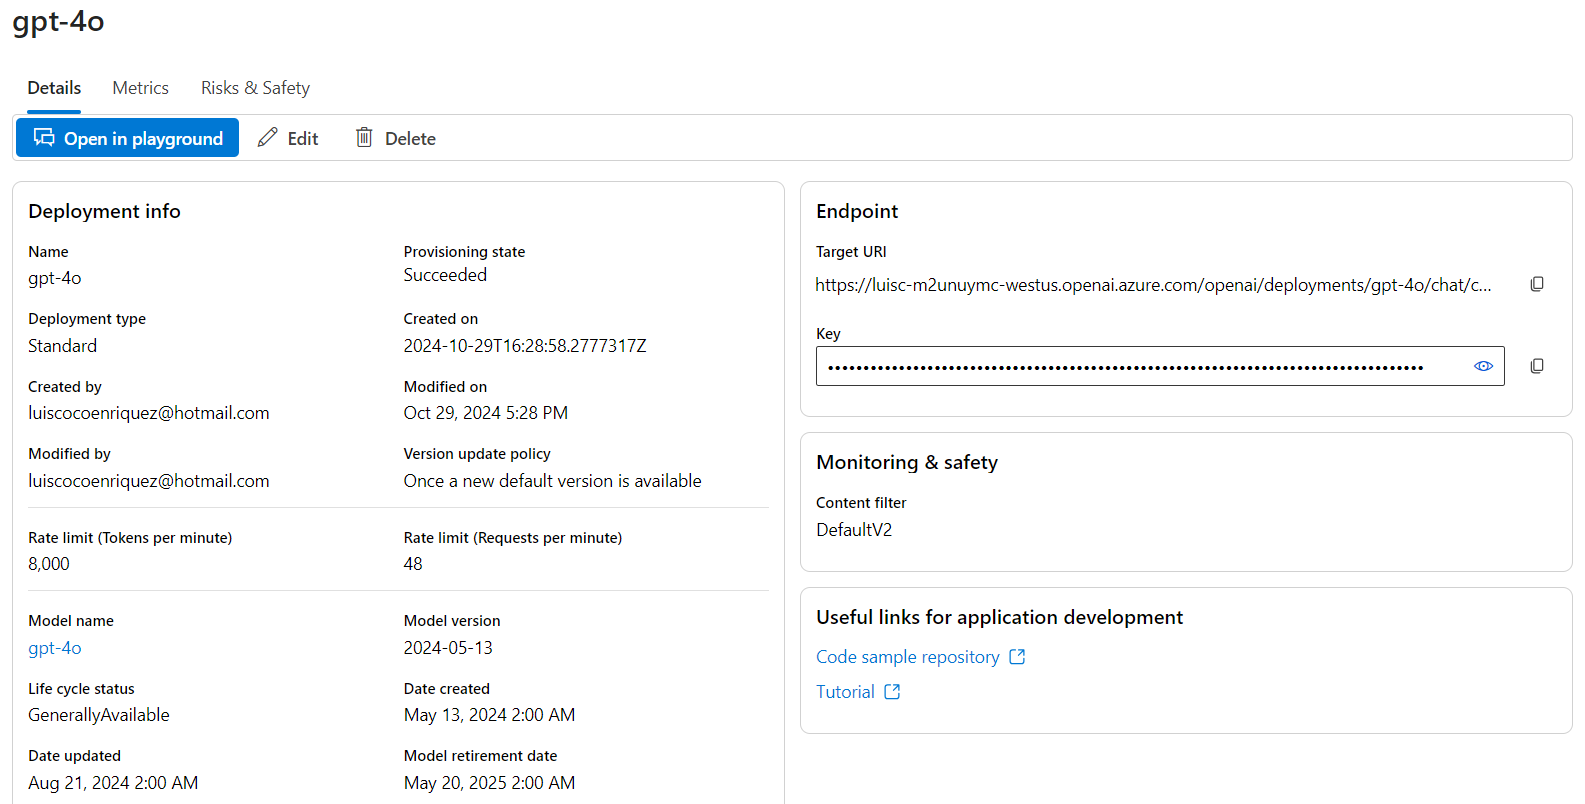 gpt-4o
Details Metrics Risks & Safety
Open in playground Edit Delete
Deployment info
Name Provisioning state
gpt-4o Succeeded
Deployment type Created on
Standard 2024-10-29T16:28:58.2777317Z
Created by Modified on
luiscocoenriquez@hotmail.com Oct 29, 2024 5:28 PM
Modified by Version update policy
luiscocoenriquez@hotmail.com Once a new default version is available
Rate limit (Tokens per minute) Rate limit (Requests per minute)
8,000 48
Model name Model version
gpt-4o 2024-05-13
Life cycle status Date created
GenerallyAvailable May 13, 2024 2:00 AM
Date updated Model retirement date
Aug 21, 2024 2:00 AM May 20, 2025 2:00 AM
Endpoint
Target URI
https://luisc-m2unuymc-westus.openai.azure.com/openai/deployments/gpt-4o/chat/c...
Key
Monitoring & safety
Content filter
DefaultV2
Useful links for application development
Code sample repository
Tutorial